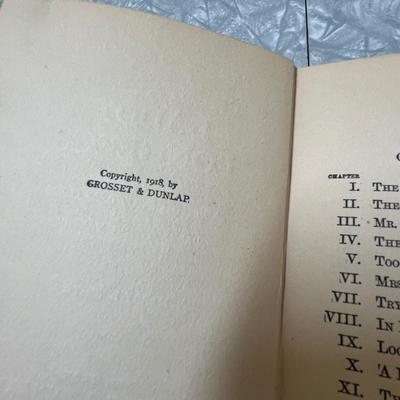 Copyright, 1918, by
GROSSET & DUNLAP.
CHAPTER
I. THE
II. THE
III. MR.
IV. THE
V. TOO
VI. MRS
VII. TRY
VIII. IN
IX. LOO
X. A
XI.